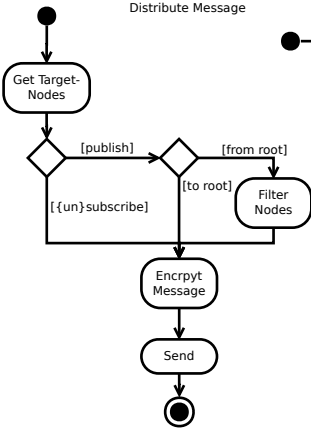 Distribute Message
Get Target-
Nodes
[publish]
[from root]
[to root]
[{un}subscribe]
Filter
Nodes
Encrpyt
Message
Send